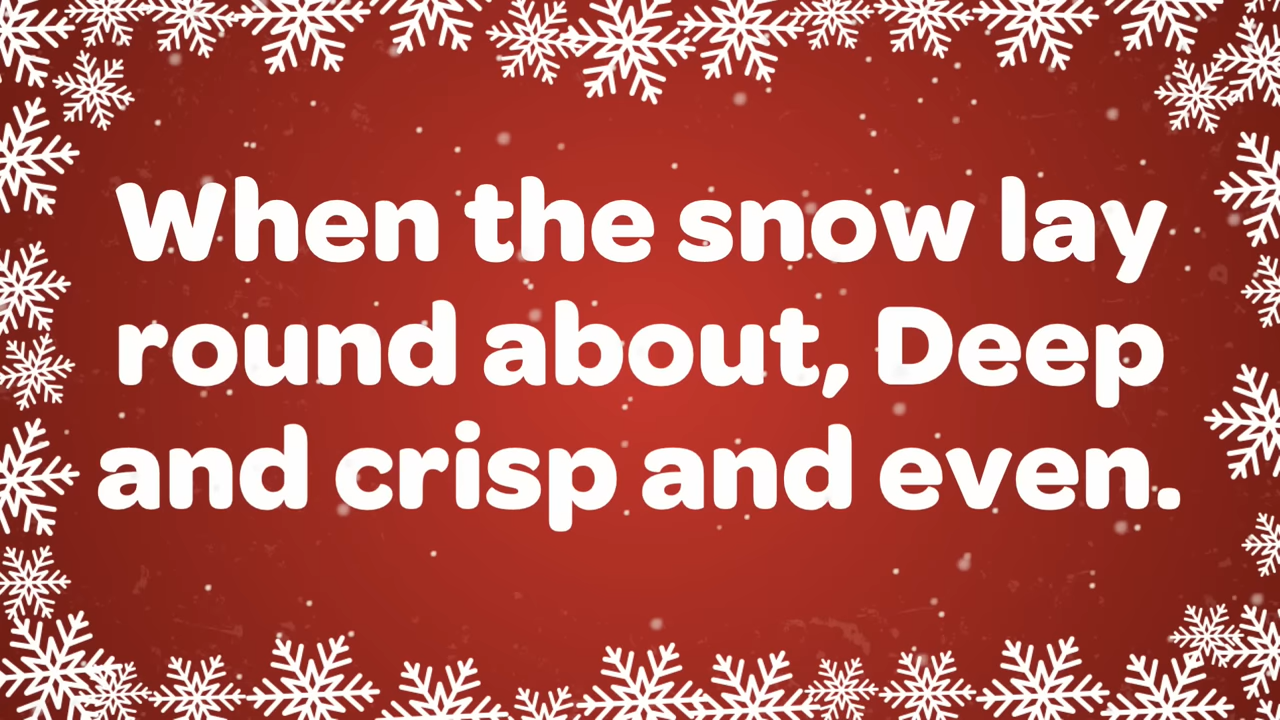 When the snow lay
round about, Deep
and crisp and even.